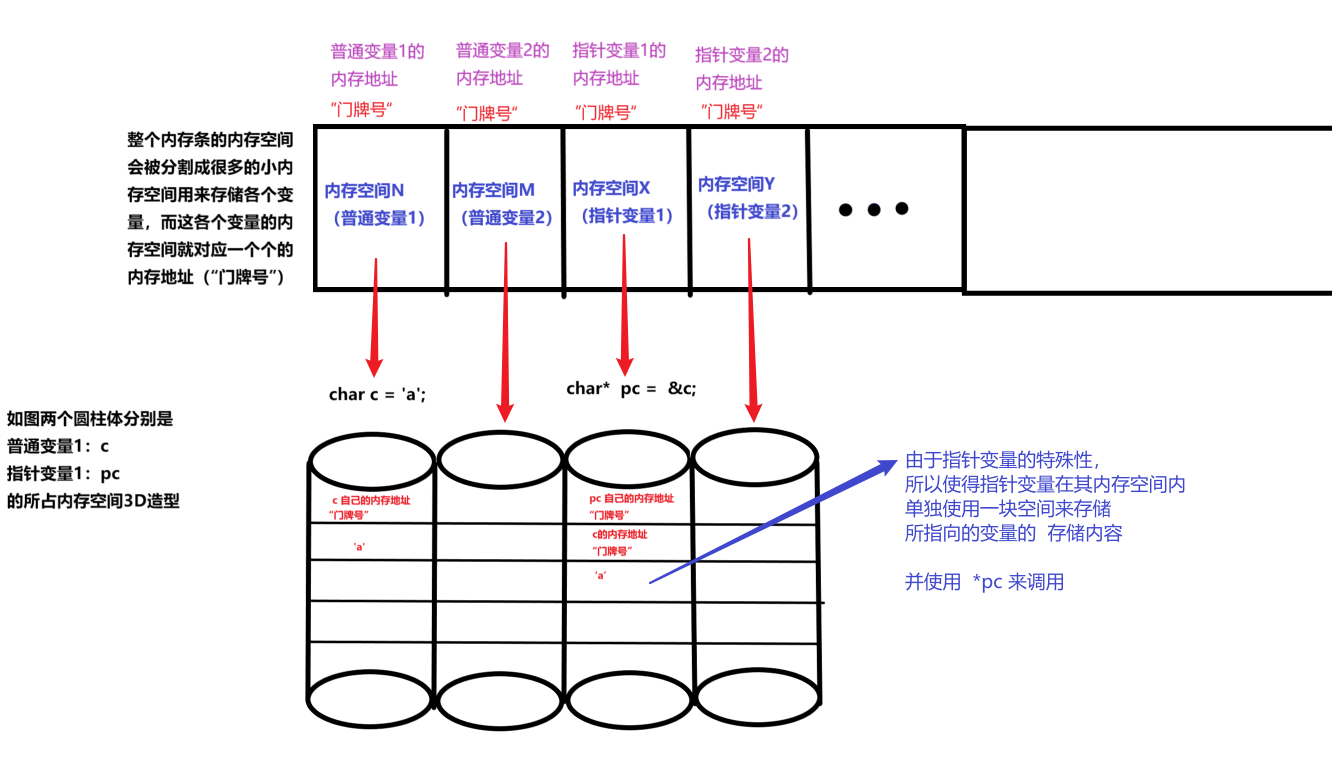 普通变量1的
内存地址
”门牌号“
普通变量2的
内存地址
”门牌号“
指针变量1的
内存地址
”门牌号“
指针变量2的
内存地址
”门牌号“
整个内存条的内存空间
会被分割成很多的小内
存空间用来存储各个变
量，而这各个变量的内
存空间就对应一个个的
内存地址（“门牌号”）
内存空间N
（普通变量1）
内存空间M
（普通变量2）
内存空间X
（指针变量1）
内存空间Y
（指针变量2）
char c = 'a';
char* pc = &c;
如图两个圆柱体分别是
普通变量1：c
指针变量1：pc
的所占内存空间3D造型
c 自己的内存地址
“门牌号”
'a'
pc 自己的内存地址
“门牌号”
c的内存地址
“门牌号”
'a'
由于指针变量的特殊性，
所以使得指针变量在其内存空间内
单独使用一块空间来存储
所指向的变量的 存储内容
并使用 *pc 来调用